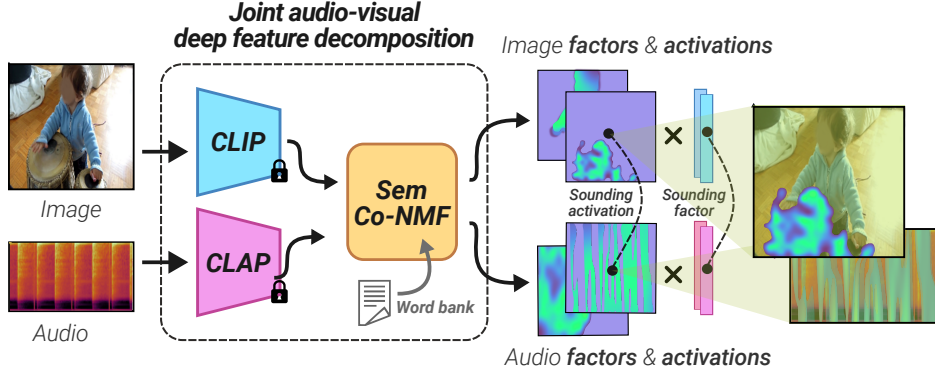 Joint audio-visual
deep feature decomposition
Image factors & activations
Image
Audio
CLIP
CLAP
Sem
Co-NMF
Word bank
Sounding
activation
Sounding
factor
Audio factors & activations